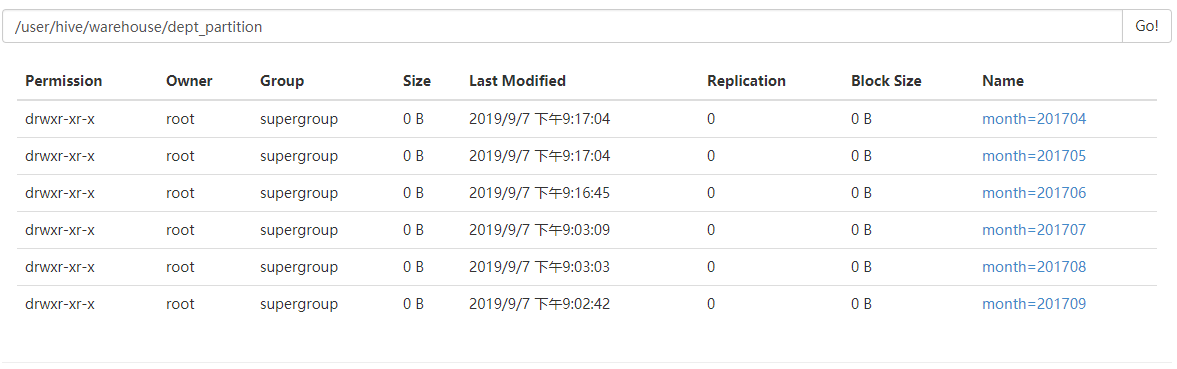 /user/hive/warehouse/dept_partition Go!
Permission Owner Group Size Last Modified Replication Block Size Name
drwxr-xr-x root supergroup 0 B 2019/9/7 下午9:17:04 0 0 B month=201704
drwxr-xr-x root supergroup 0 B 2019/9/7 下午9:17:04 0 0 B month=201705
drwxr-xr-x root supergroup 0 B 2019/9/7 下午9:16:45 0 0 B month=201706
drwxr-xr-x root supergroup 0 B 2019/9/7 下午9:03:09 0 0 B month=201707
drwxr-xr-x root supergroup 0 B 2019/9/7 下午9:03:03 0 0 B month=201708
drwxr-xr-x root supergroup 0 B 2019/9/7 下午9:02:42 0 0 B month=201709